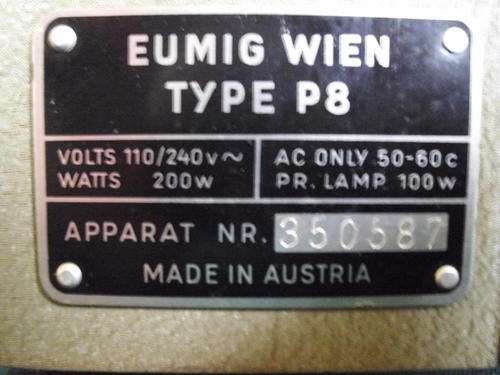 EUMIG WIEN
TYPE P8
VOLTS 110/240V~
WATTS 200W
AC ONLY 50-60c
PR. LAMP 100W
APPARAT NR. 350587
MADE IN AUSTRIA